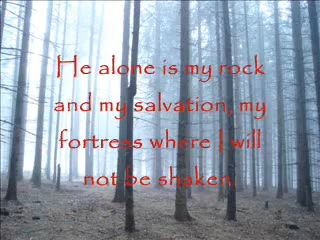 He alone is my rock
and my salvation, my
fortress where I will
not be shaken.